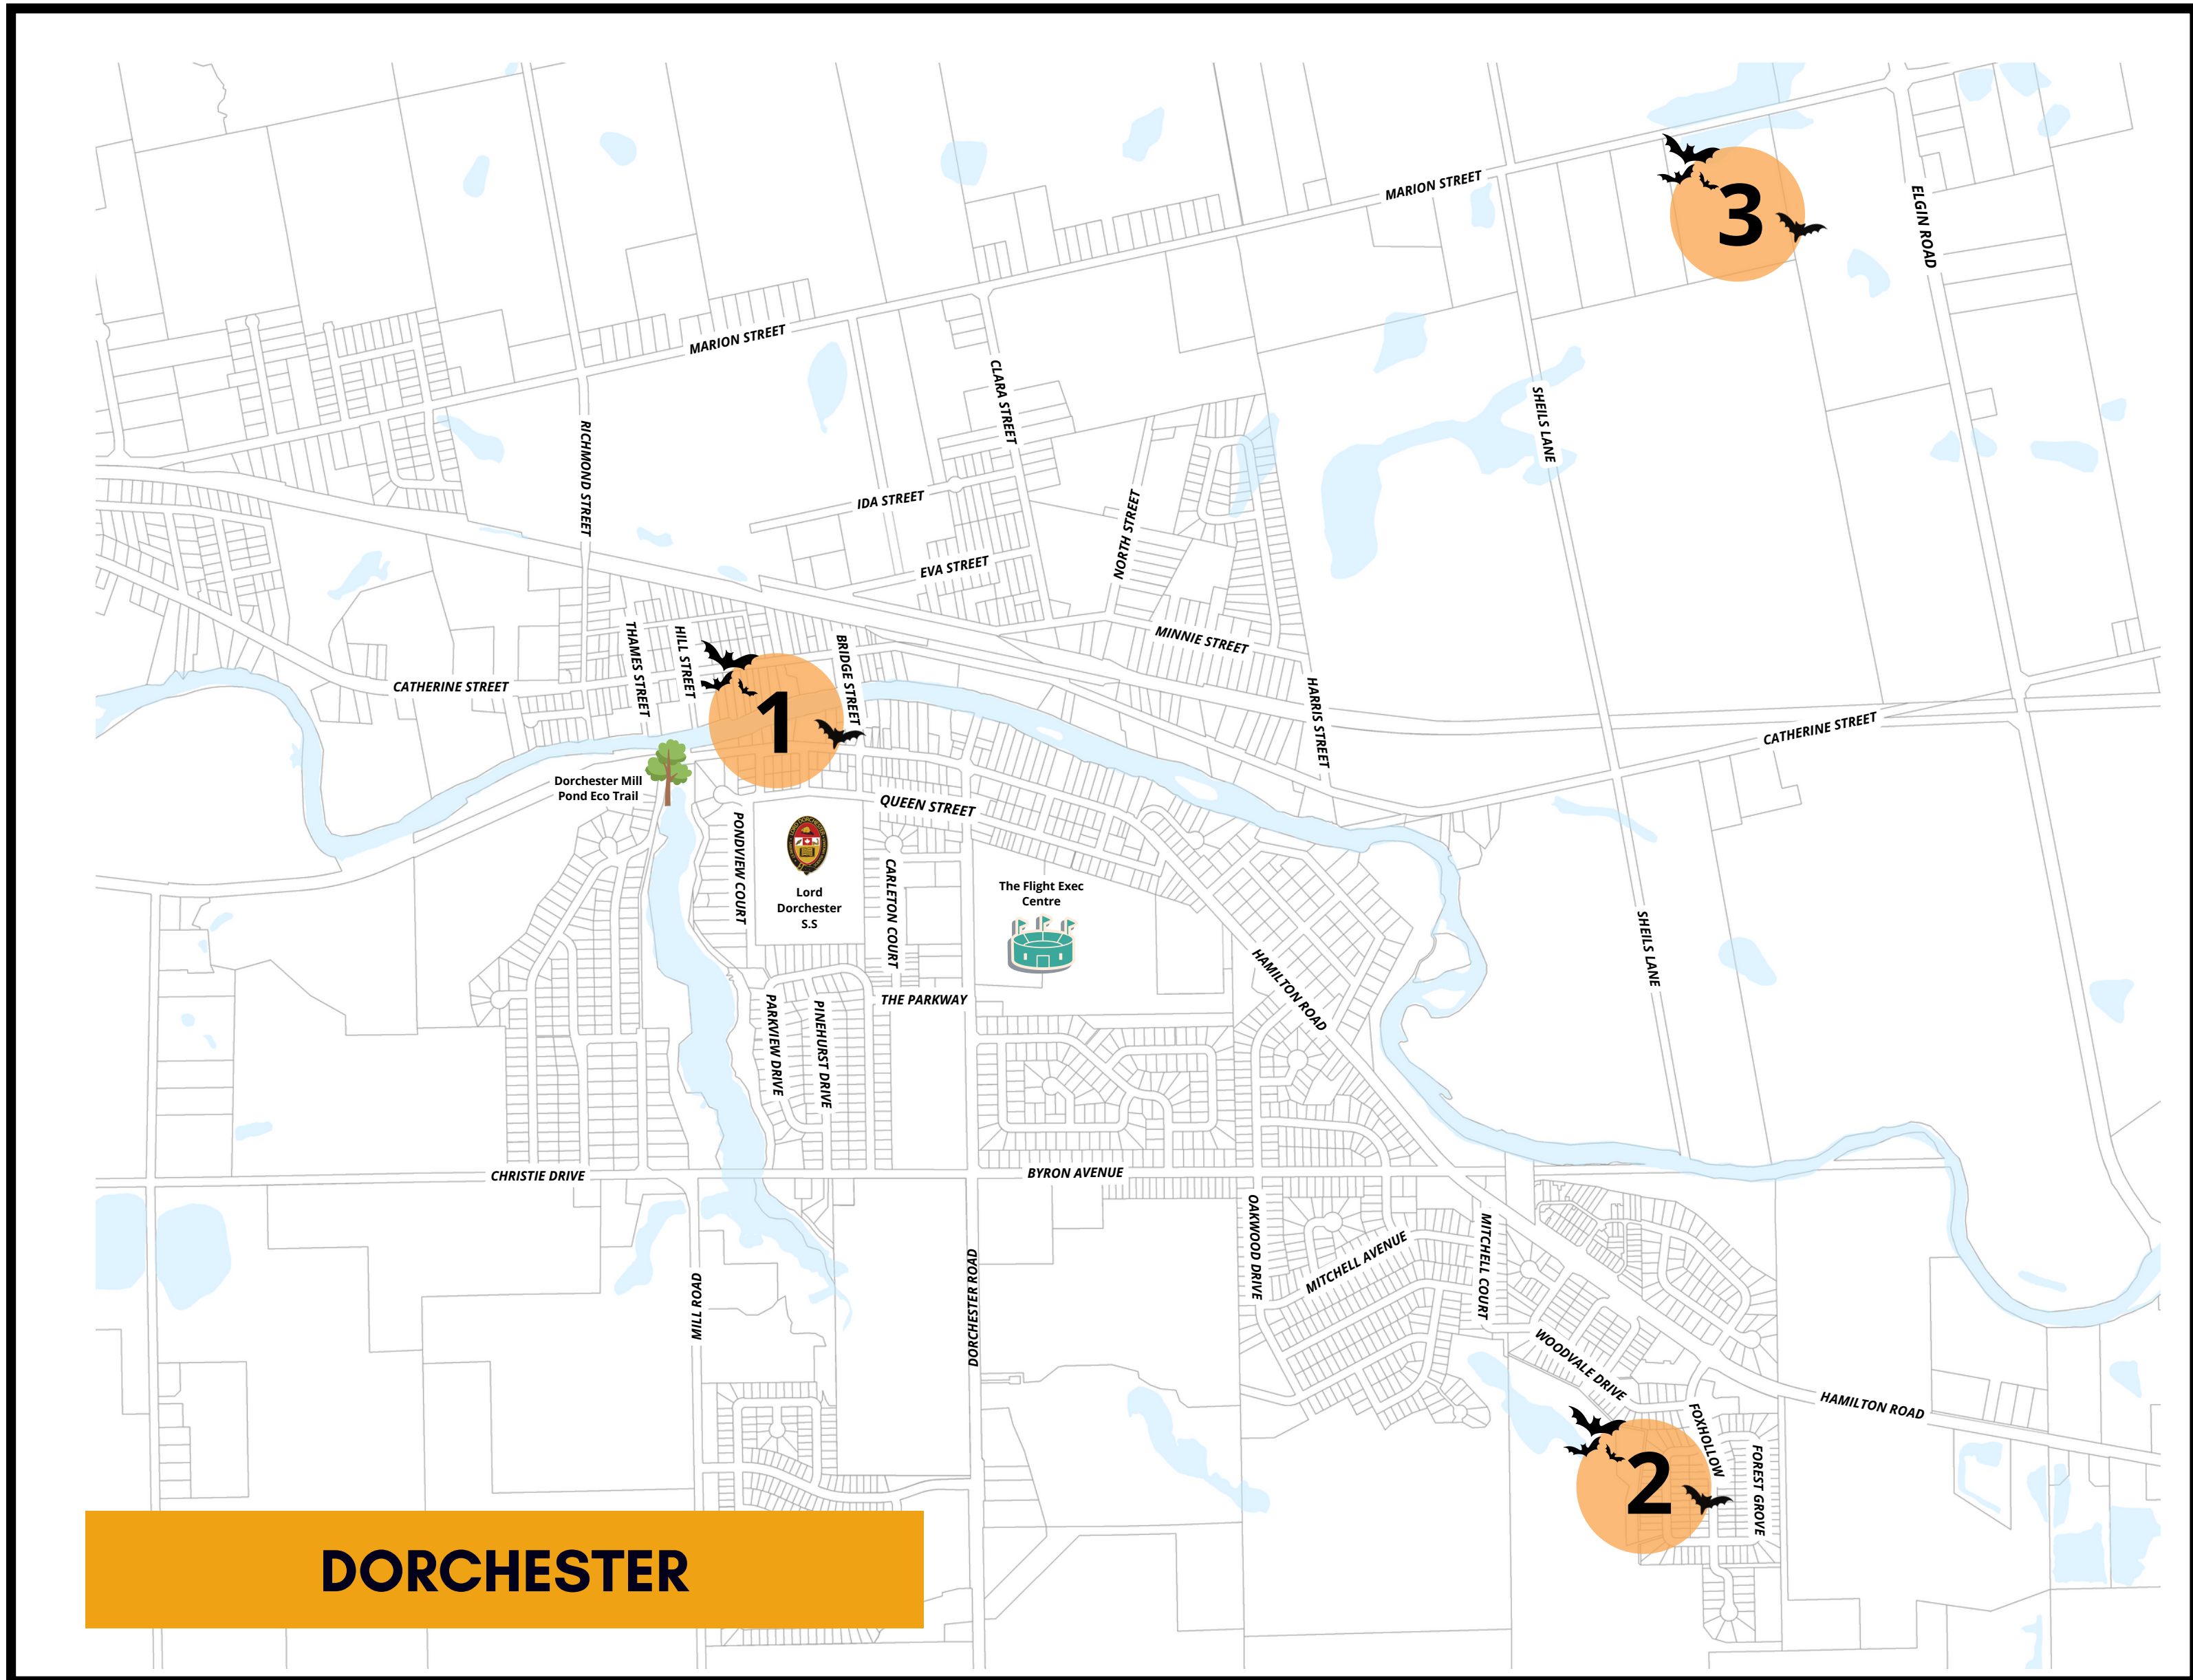 MARION STREET
3
ELGIN ROAD
MARION STREET
CLARA STREET
SHEILS LANE
RICHMOND STREET
IDA STREET
NORTH STREET
EVA STREET
THAMES STREET
HILL STREET
BRIDGE STREET
MINNIE STREET
CATHERINE STREET
HARRIS STREET
1
CATHERINE STREET
Dorchester Mill
Pond Eco Trail
QUEEN STREET
PONDVIEW COURT
CARLETON COURT
Lord
Dorchester
S.S
The Flight Exec
Centre
SHEILS LANE
HAMILTON ROAD
THE PARKWAY
PARKVIEW DRIVE
PINEHURST DRIVE
CHRISTIE DRIVE
BYRON AVENUE
OAKWOOD DRIVE
MITCHELL AVENUE
MITCHELL COURT
MILL ROAD
DORCHESTER ROAD
WOODVALE DRIVE
HAMILTON ROAD
FOXHOLLOW
FOREST GROVE
2
DORCHESTER